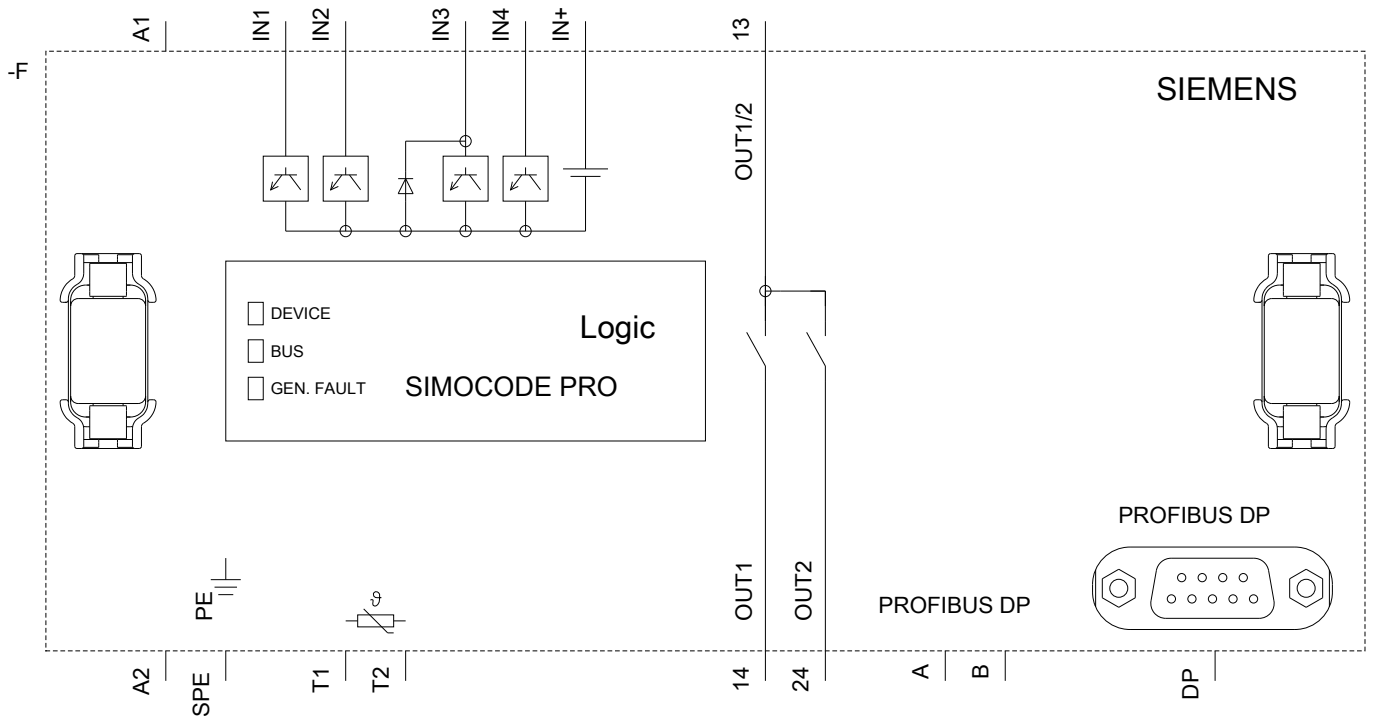 A1
IN1
IN2
IN3
IN4
IN+
13
-F
SIEMENS
OUT1/2
DEVICE
BUS
GEN. FAULT
Logic
SIMOCODE PRO
PROFIBUS DP
PE
ϑ
OUT1
OUT2
PROFIBUS DP
A2
SPE
T1
T2
14
24
A
B
DP